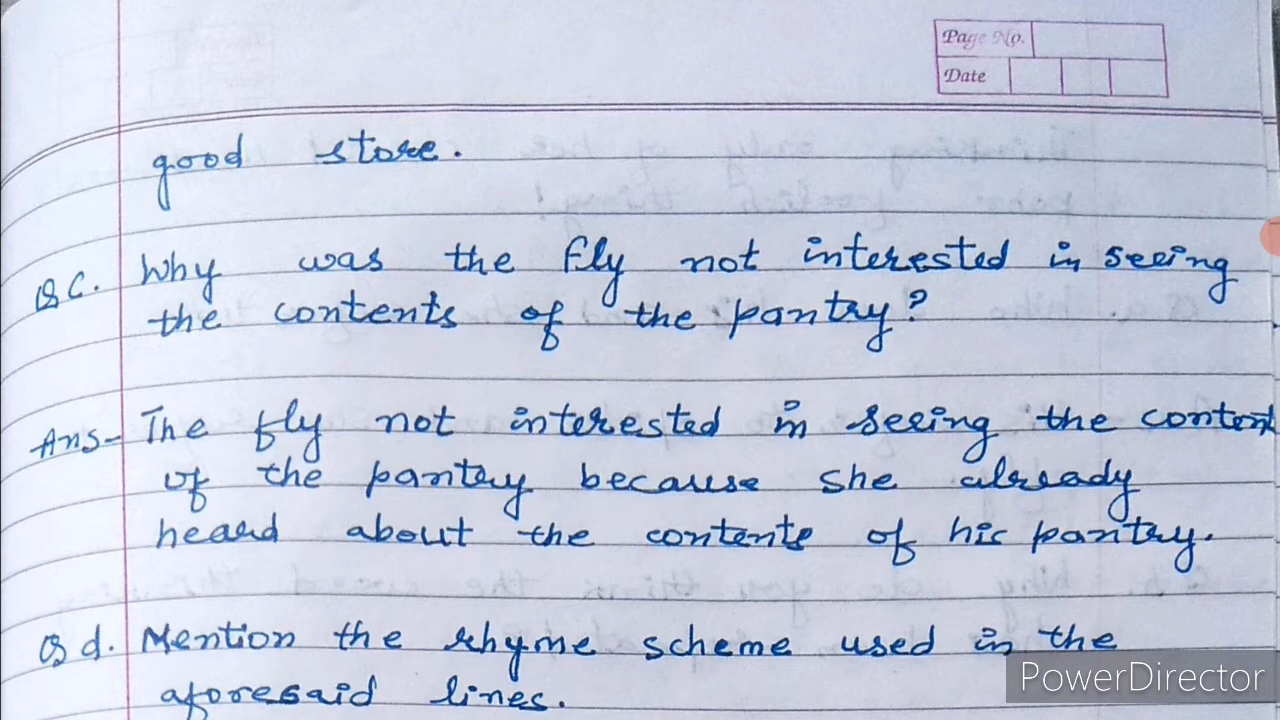 Page No.
Date
good store.
Q c. Why was the fly not interested in seeing
the contents of the pantry?
Ans- The fly not interested in seeing the content
of the pantry because she already
heard about the contents of his pantry.
Q d. Mention the rhyme scheme used in the
aforesaid lines.
PowerDirector